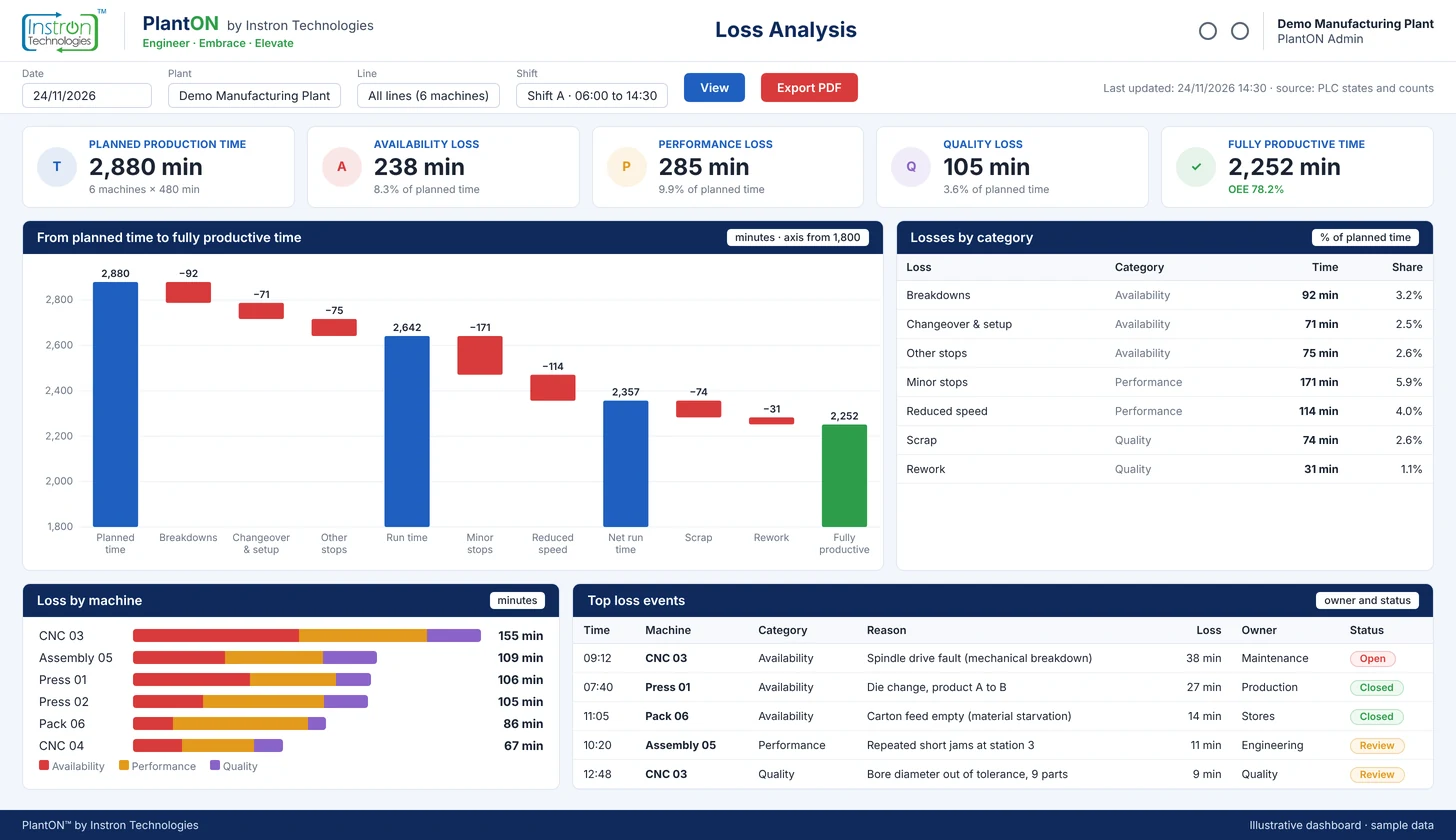 Instron
Technologies
TM
PlantON by Instron Technologies
Engineer · Embrace · Elevate
Loss Analysis
Demo Manufacturing Plant
PlantON Admin
Date
24/11/2026
Plant
Demo Manufacturing Plant
Line
All lines (6 machines)
Shift
Shift A · 06:00 to 14:30
View
Export PDF
Last updated: 24/11/2026 14:30 · source: PLC states and counts
T
PLANNED PRODUCTION TIME
2,880 min
6 machines × 480 min
A
AVAILABILITY LOSS
238 min
8.3% of planned time
P
PERFORMANCE LOSS
285 min
9.9% of planned time
Q
QUALITY LOSS
105 min
3.6% of planned time
✓
FULLY PRODUCTIVE TIME
2,252 min
OEE 78.2%
From planned time to fully productive time
minutes · axis from 1,800
2,800
2,600
2,400
2,200
2,000
1,800
2,880
−92
−71
−75
2,642
−171
−114
2,357
−74
−31
2,252
Planned
time
Breakdowns
Changeover
& setup
Other
stops
Run time
Minor
stops
Reduced
speed
Net run
time
Scrap
Rework
Fully
productive
Losses by category
% of planned time
Loss Category Time Share
Breakdowns Availability 92 min 3.2%
Changeover & setup Availability 71 min 2.5%
Other stops Availability 75 min 2.6%
Minor stops Performance 171 min 5.9%
Reduced speed Performance 114 min 4.0%
Scrap Quality 74 min 2.6%
Rework Quality 31 min 1.1%
Loss by machine
minutes
CNC 03 155 min
Assembly 05 109 min
Press 01 106 min
Press 02 105 min
Pack 06 86 min
CNC 04 67 min
Availability Performance Quality
Top loss events
owner and status
Time Machine Category Reason Loss Owner Status
09:12 CNC 03 Availability Spindle drive fault (mechanical breakdown) 38 min Maintenance Open
07:40 Press 01 Availability Die change, product A to B 27 min Production Closed
11:05 Pack 06 Availability Carton feed empty (material starvation) 14 min Stores Closed
10:20 Assembly 05 Performance Repeated short jams at station 3 11 min Engineering Review
12:48 CNC 03 Quality Bore diameter out of tolerance, 9 parts 9 min Quality Review
PlantON™ by Instron Technologies
Illustrative dashboard · sample data